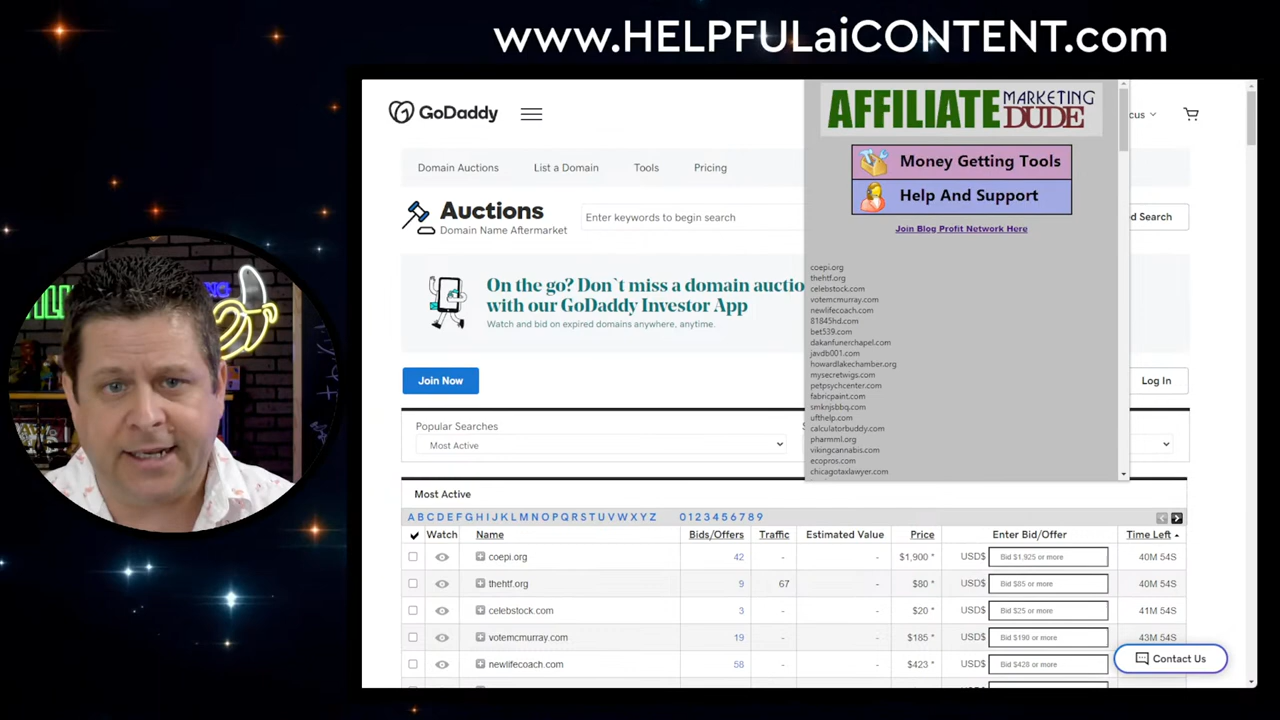 www.HELPFULaiCONTENT.com
GoDaddy
cus
Domain Auctions List a Domain Tools Pricing
Auctions
Domain Name Aftermarket
Enter keywords to begin search
ed Search
On the go? Don`t miss a domain auctio
with our GoDaddy Investor App
Watch and bid on expired domains anywhere, anytime.
Join Now
Log In
Popular Searches
S
Most Active
AFFILIATE MARKETING DUDE
Money Getting Tools
Help And Support
Join Blog Profit Network Here
coepi.org
thehtf.org
celebstock.com
votemcmurray.com
newlifecoach.com
81845hd.com
bet539.com
dakanfunerchapel.com
javdb001.com
howardlakechamber.org
mysecretwigs.com
petpsychcenter.com
fabricpaint.com
smknjsbbq.com
ufthelp.com
calculatorbuddy.com
pharmml.org
vikingcannabis.com
ecopros.com
chicagotaxlawyer.com
Most Active
A B C D E F G H I J K L M N O P Q R S T U V W X Y Z 0 1 2 3 4 5 6 7 8 9
Watch Name Bids/Offers Traffic Estimated Value Price Enter Bid/Offer Time Left
coepi.org 42 - - $1,900 * USD$ Bid $1,925 or more 40M 54S
thehtf.org 9 67 - $80 * USD$ Bid $85 or more 40M 54S
celebstock.com 3 - - $20 * USD$ Bid $25 or more 41M 54S
votemcmurray.com 19 - - $185 * USD$ Bid $190 or more 43M 54S
newlifecoach.com 58 - - $423 * USD$ Bid $428 or more
Contact Us